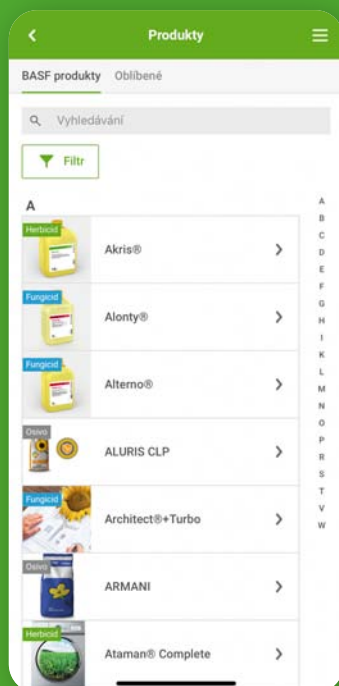 Produkty
BASF produkty Oblíbené
Vyhledávání
Filtr
A
Herbicid
Akris®
Fungicid
Alonty®
Fungicid
Alterno®
Osivo
ALURIS CLP
Fungicid
Architect®+Turbo
Osivo
ARMANI
Herbicid
Ataman® Complete
A
B
C
D
E
F
G
H
I
K
L
M
N
O
P
R
S
T
V
W